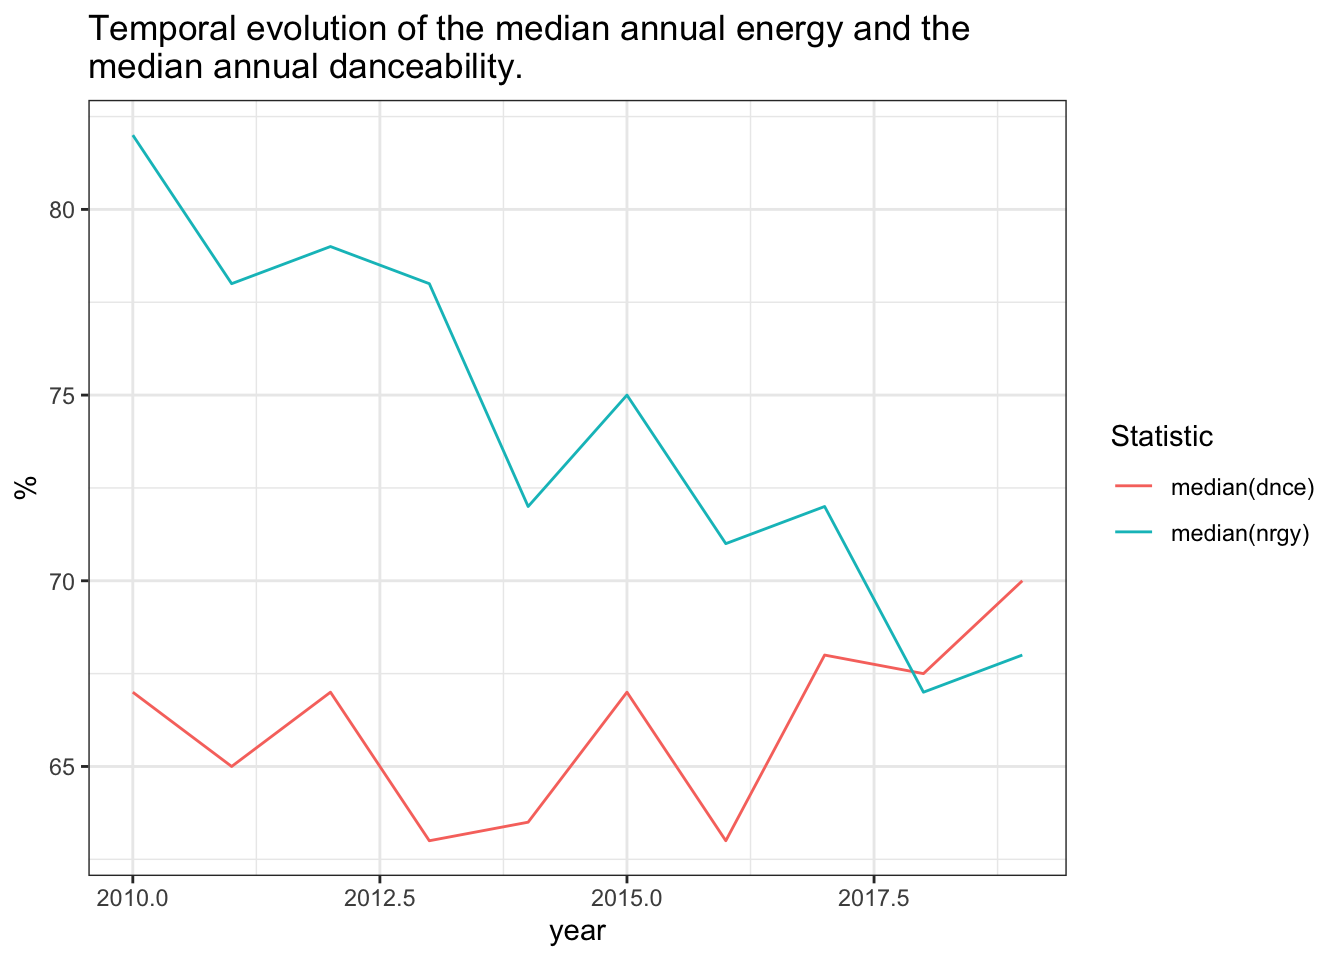 Temporal evolution of the median annual energy and the
median annual danceability.
80
75
70
65
%
2010.0 2012.5 2015.0 2017.5
year
Statistic
median(dnce)
median(nrgy)